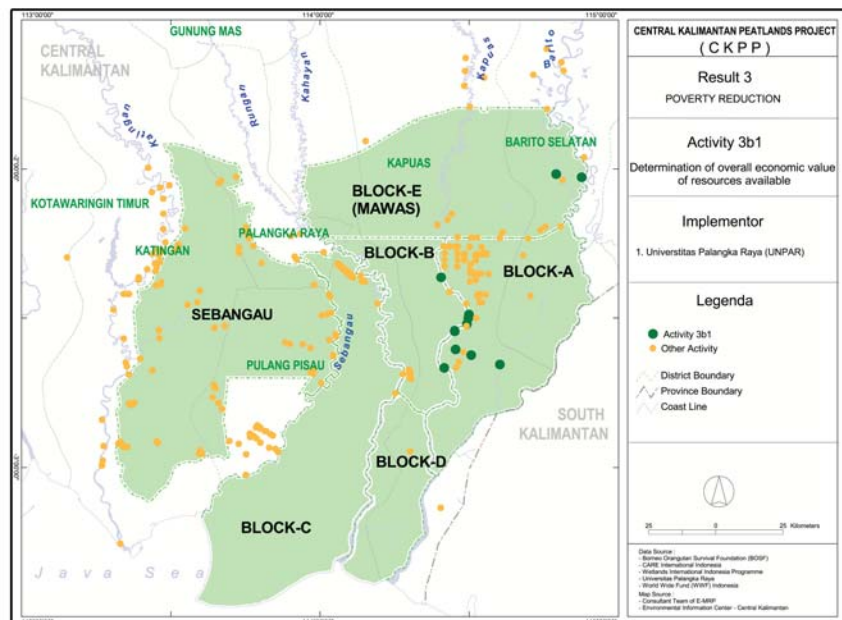 113°00'00"
114°00'00"
115°00'00"
GUNUNG MAS
CENTRAL
KALIMANTAN
Katingan
Rungan
Kahayan
Kapuas
Barito
BARITO SELATAN
KAPUAS
BLOCK-E
(MAWAS)
KOTAWARINGIN TIMUR
PALANGKA RAYA
KATINGAN
BLOCK-B
BLOCK-A
SEBANGAU
Sebangau
PULANG PISAU
SOUTH
KALIMANTAN
BLOCK-D
BLOCK-C
Java Sea
CENTRAL KALIMANTAN PEATLANDS PROJECT
( C K P P )
Result 3
POVERTY REDUCTION
Activity 3b1
Determination of overall economic value
of resources available
Implementor
1. Universtitas Palangka Raya (UNPAR)
Legenda
Activity 3b1
Other Activity
District Boundary
Province Boundary
Coast Line
25 0 25 Kilometers
Data Source :
- Borneo Orangutan Survival Foundation (BOSF)
- CARE International Indonesia
- Wetlands International Indonesia Programme
- Universitas Palangka Raya
- World Wide Fund (WWF) Indonesia
Map Source :
- Consultant Team of E-MRP
- Environmental Information Center - Central Kalimantan